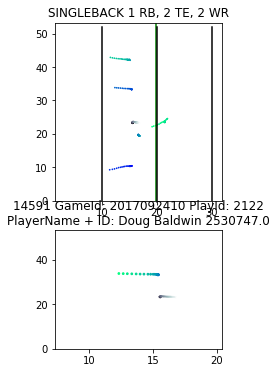 SINGLEBACK 1 RB, 2 TE, 2 WR
50
40
30
20
10
0
10 20 30
14591 GameId: 2017092410 PlayId: 2122
PlayerName + ID: Doug Baldwin 2530747.0
40
20
0
10 15 20